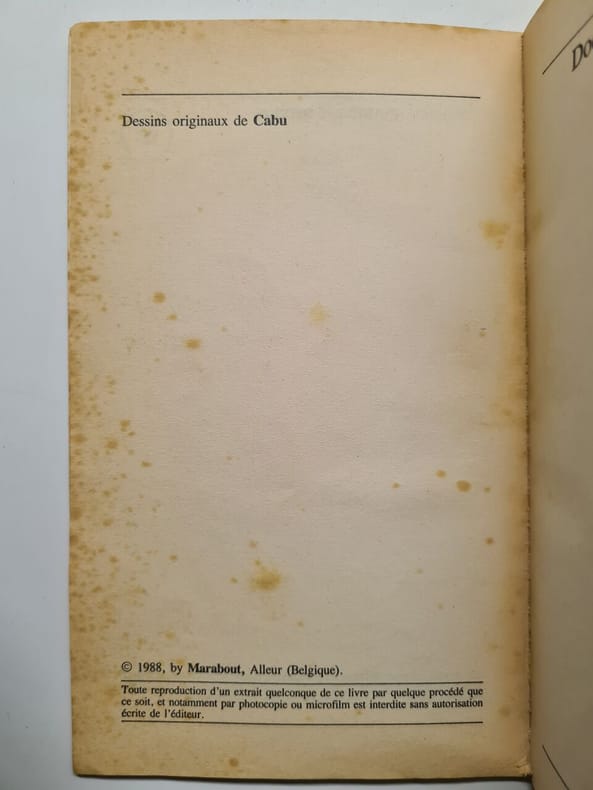 Dessins originaux de Cabu
© 1988, by Marabout, Alleur (Belgique).
Toute reproduction d'un extrait quelconque de ce livre par quelque procédé que
ce soit, et notamment par photocopie ou microfilm est interdite sans autorisation
écrite de l'éditeur.